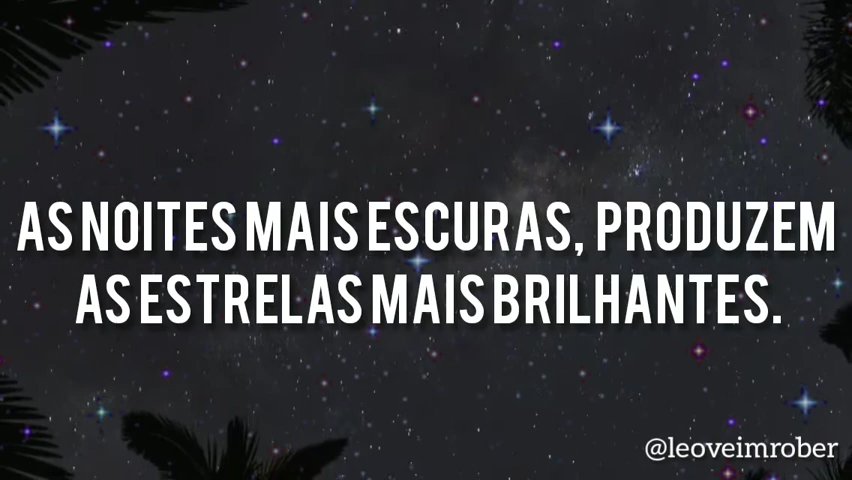 AS NOITES MAIS ESCURAS, PRODUZEM
AS ESTRELAS MAIS BRILHANTES.
@leoveimrober